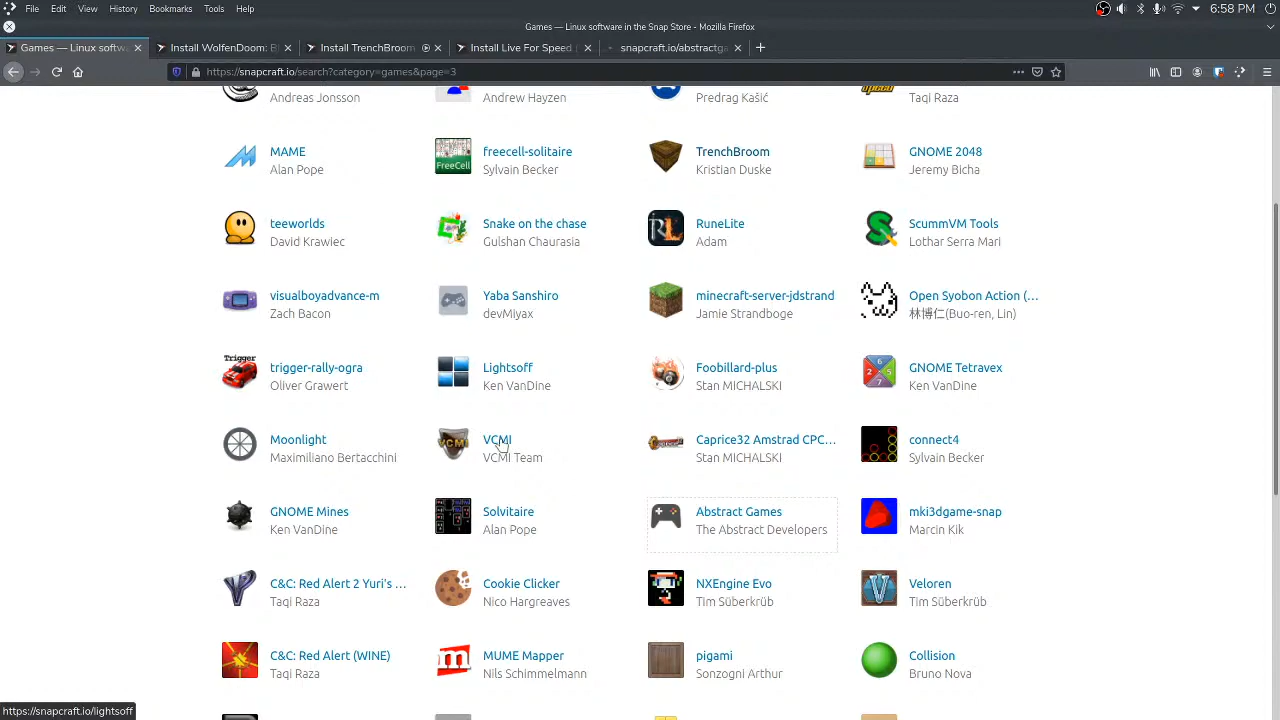 File Edit View History Bookmarks Tools Help 6:58 PM
Games — Linux software in the Snap Store - Mozilla Firefox
Games — Linux software Install WolfenDoom: Bl Install TrenchBroom Install Live For Speed ( snapcraft.io/abstractga
https://snapcraft.io/search?category=games&page=3
Andreas Jonsson Andrew Hayzen Predrag Kašić Taqi Raza
MAME freecell-solitaire TrenchBroom GNOME 2048
FreeCell
Alan Pope Sylvain Becker Kristian Duske Jeremy Bicha
teeworlds Snake on the chase RuneLite ScummVM Tools
David Krawiec Gulshan Chaurasia Adam Lothar Serra Mari
visualboyadvance-m Yaba Sanshiro minecraft-server-jdstrand Open Syobon Action (…
Zach Bacon devMiyax Jamie Strandboge 林博仁(Buo-ren, Lin)
Trigger
trigger-rally-ogra Lightsoff Foobillard-plus GNOME Tetravex
6 2 5 7
Oliver Grawert Ken VanDine Stan MICHALSKI Ken VanDine
Moonlight VCMI Caprice32 Amstrad CPC… connect4
VCMI
Maximiliano Bertacchini VCMI Team Stan MICHALSKI Sylvain Becker
GNOME Mines Solvitaire Abstract Games mki3dgame-snap
Ken VanDine Alan Pope The Abstract Developers Marcin Kik
C&C: Red Alert 2 Yuri's … Cookie Clicker NXEngine Evo Veloren
Taqi Raza Nico Hargreaves Tim Süberkrüb Tim Süberkrüb
C&C: Red Alert (WINE) MUME Mapper pigami Collision
m
Taqi Raza Nils Schimmelmann Sonzogni Arthur Bruno Nova
https://snapcraft.io/lightsoff